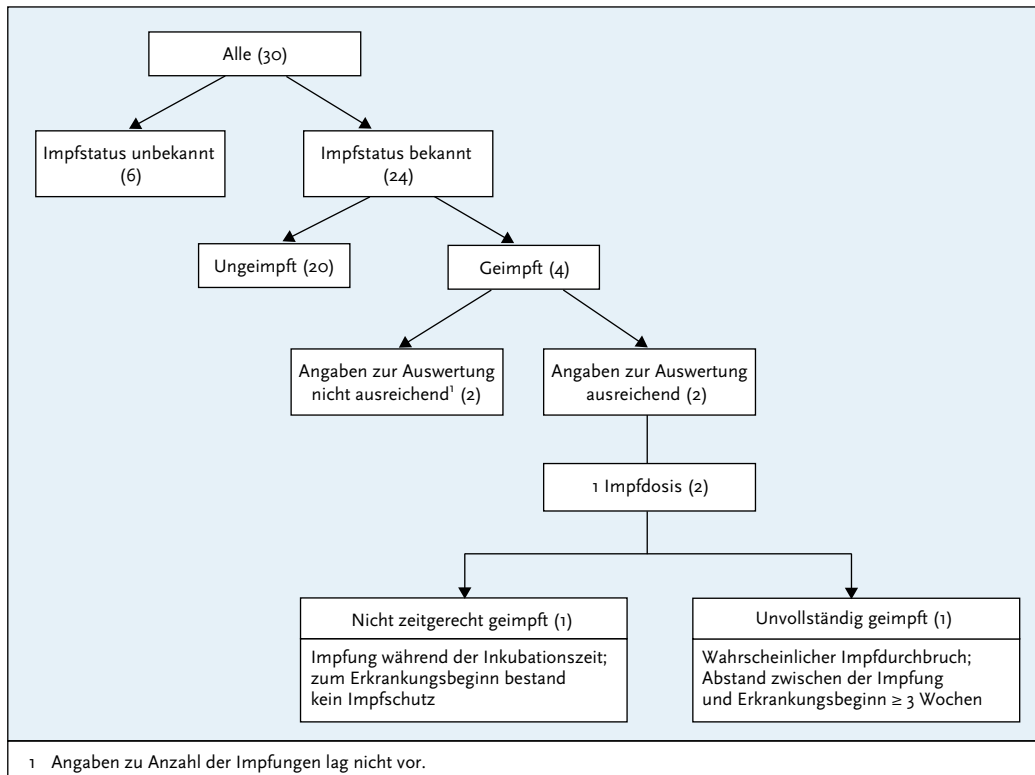 Alle (30)
Impfstatus unbekannt
(6)
Impfstatus bekannt
(24)
Ungeimpft (20)
Geimpft (4)
Angaben zur Auswertung
nicht ausreichend¹ (2)
Angaben zur Auswertung
ausreichend (2)
1 Impfdosis (2)
Nicht zeitgerecht geimpft (1)
Impfung während der Inkubationszeit;
zum Erkrankungsbeginn bestand
kein Impfschutz
Unvollständig geimpft (1)
Wahrscheinlicher Impfdurchbruch;
Abstand zwischen der Impfung
und Erkrankungsbeginn ≥ 3 Wochen
1 Angaben zu Anzahl der Impfungen lag nicht vor.